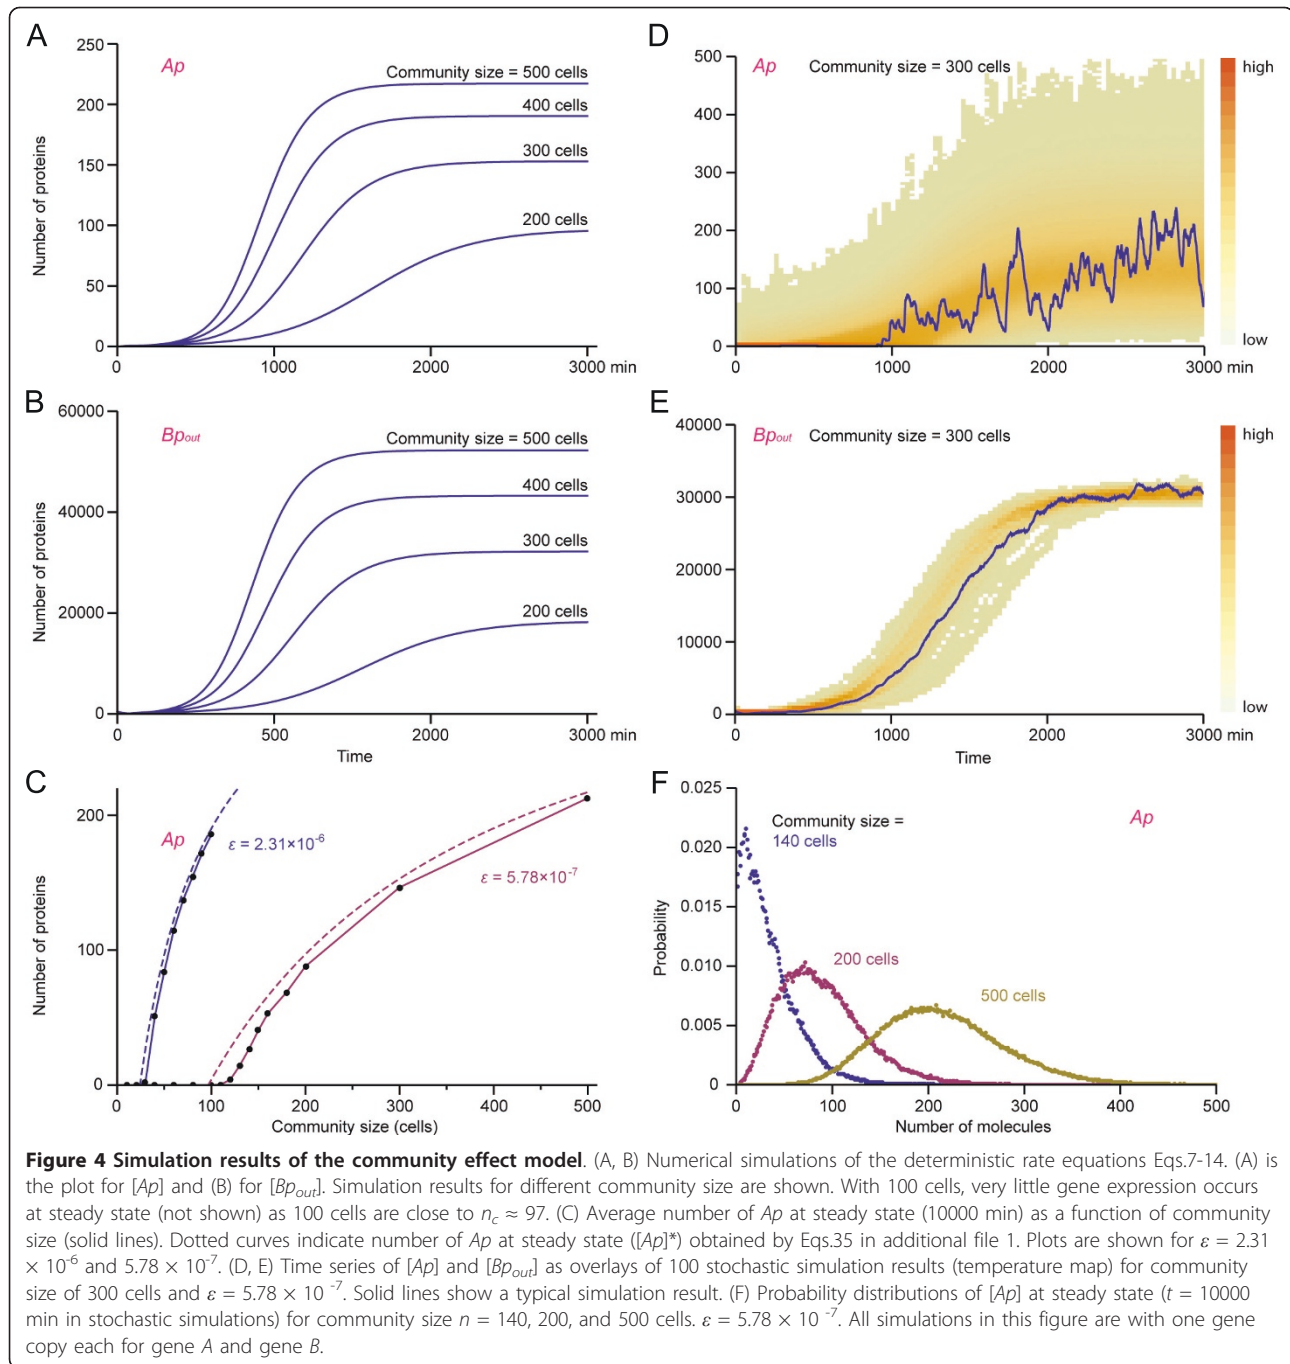 A
250
200
150
100
50
0
Number of proteins
Ap
Community size = 500 cells
400 cells
300 cells
200 cells
0
1000
2000
3000 min
B
60000
40000
20000
0
Number of proteins
Bpout
Community size = 500 cells
400 cells
300 cells
200 cells
0
500
2000
3000 min
Time
C
200
100
0
Number of proteins
Ap
ε = 2.31×10-6
ε = 5.78×10-7
0
100
200
300
400
500
Community size (cells)
D
500
400
300
200
100
0
Ap
Community size = 300 cells
high
low
0
1000
2000
3000 min
E
40000
30000
20000
10000
0
Bpout
Community size = 300 cells
high
low
0
1000
2000
3000 min
Time
F
0.025
0.020
0.015
0.010
0.005
0
Probability
Community size =
140 cells
Ap
200 cells
500 cells
0
100
200
300
400
500
Number of molecules
Figure 4 Simulation results of the community effect model. (A, B) Numerical simulations of the deterministic rate equations Eqs.7-14. (A) is
the plot for [Ap] and (B) for [Bpout]. Simulation results for different community size are shown. With 100 cells, very little gene expression occurs
at steady state (not shown) as 100 cells are close to nc ≈ 97. (C) Average number of Ap at steady state (10000 min) as a function of community
size (solid lines). Dotted curves indicate number of Ap at steady state ([Ap]*) obtained by Eqs.35 in additional file 1. Plots are shown for ε = 2.31
× 10-6 and 5.78 × 10-7. (D, E) Time series of [Ap] and [Bpout] as overlays of 100 stochastic simulation results (temperature map) for community
size of 300 cells and ε = 5.78 × 10 -7. Solid lines show a typical simulation result. (F) Probability distributions of [Ap] at steady state (t = 10000
min in stochastic simulations) for community size n = 140, 200, and 500 cells. ε = 5.78 × 10 -7. All simulations in this figure are with one gene
copy each for gene A and gene B.